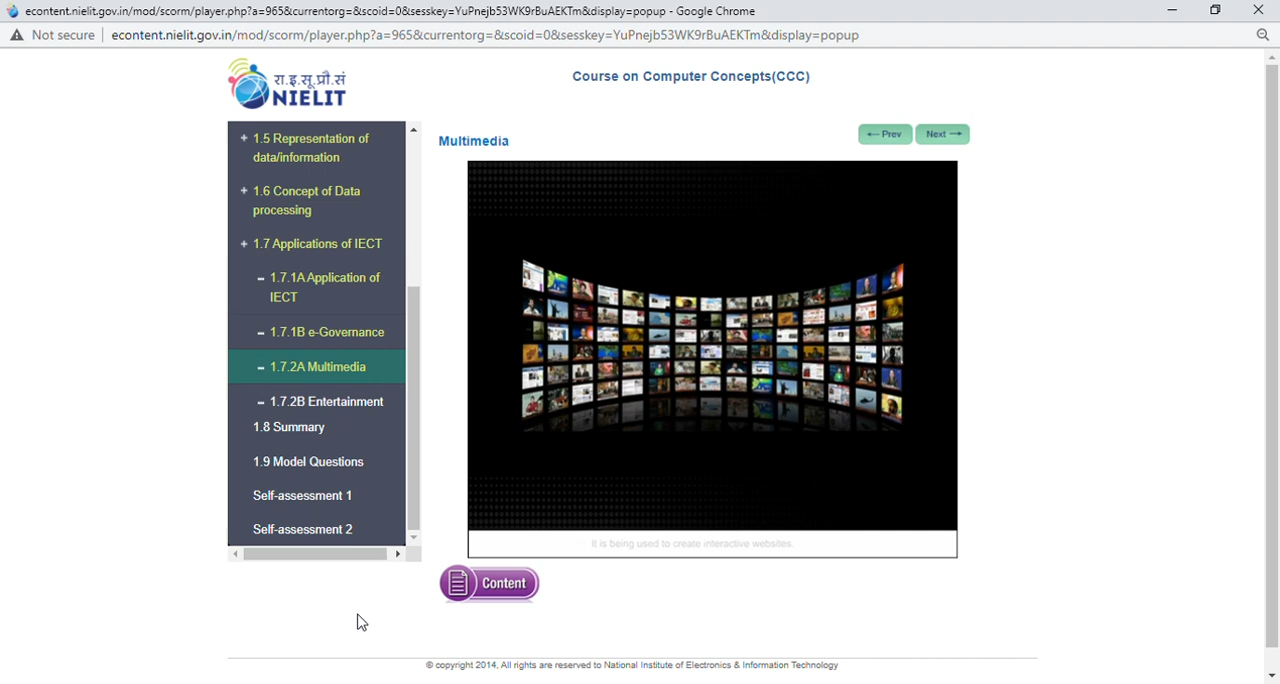 econtent.nielit.gov.in/mod/scorm/player.php?a=965&currentorg=&scoid=0&sesskey=YuPnejb53WK9rBuAEKTm&display=popup - Google Chrome
Not secure | econtent.nielit.gov.in/mod/scorm/player.php?a=965&currentorg=&scoid=0&sesskey=YuPnejb53WK9rBuAEKTm&display=popup
रा.इ.सू.प्रौ.सं
NIELIT
Course on Computer Concepts(CCC)
+ 1.5 Representation of
data/information
+ 1.6 Concept of Data
processing
+ 1.7 Applications of IECT
- 1.7.1A Application of
IECT
- 1.7.1B e-Governance
- 1.7.2A Multimedia
- 1.7.2B Entertainment
1.8 Summary
1.9 Model Questions
Self-assessment 1
Self-assessment 2
Multimedia
← Prev
Next →
It is being used to create interactive websites.
Content
© copyright 2014, All rights are reserved to National Institute of Electronics & Information Technology